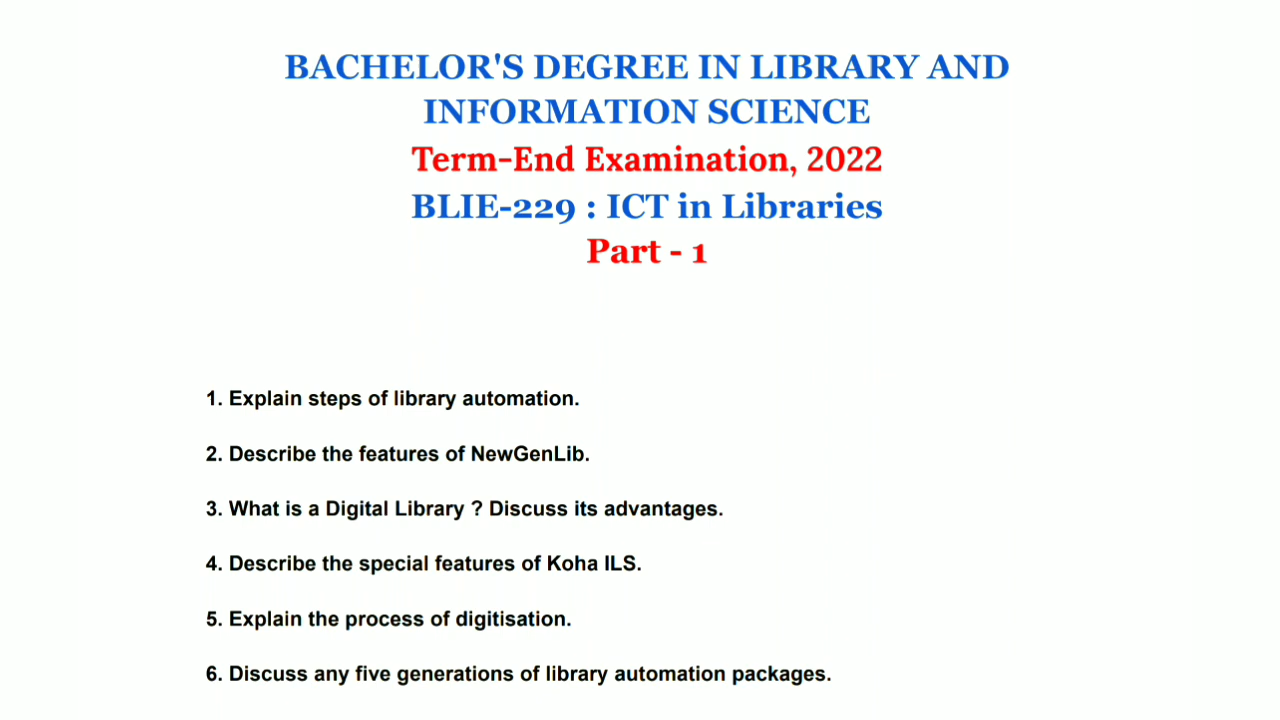 BACHELOR'S DEGREE IN LIBRARY AND
INFORMATION SCIENCE
Term-End Examination, 2022
BLIE-229 : ICT in Libraries
Part - 1
1. Explain steps of library automation.
2. Describe the features of NewGenLib.
3. What is a Digital Library ? Discuss its advantages.
4. Describe the special features of Koha ILS.
5. Explain the process of digitisation.
6. Discuss any five generations of library automation packages.